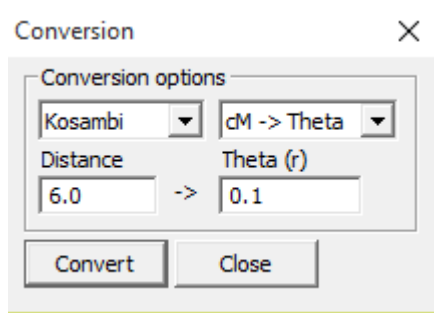 Conversion
Conversion options
Kosambi cM -> Theta
Distance Theta (r)
6.0 -> 0.1
Convert Close